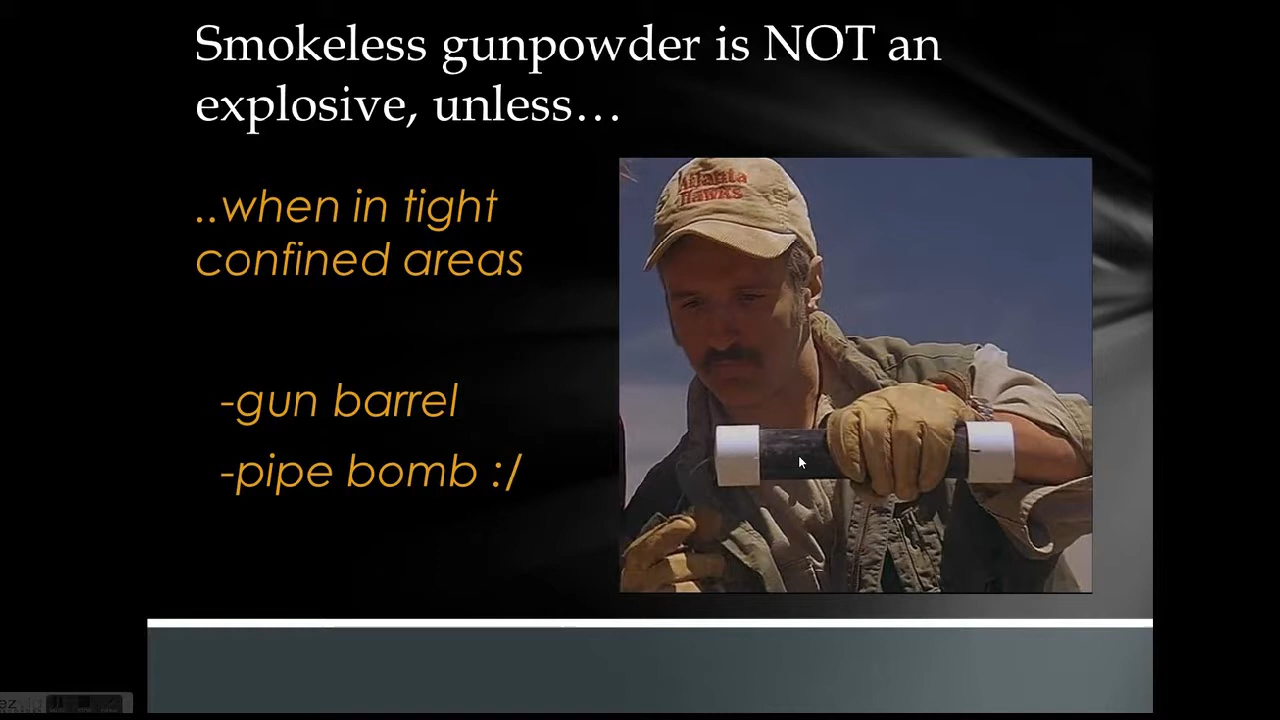 Smokeless gunpowder is NOT an
explosive, unless…
..when in tight
confined areas
-gun barrel
-pipe bomb :/
Atlanta
Hawks